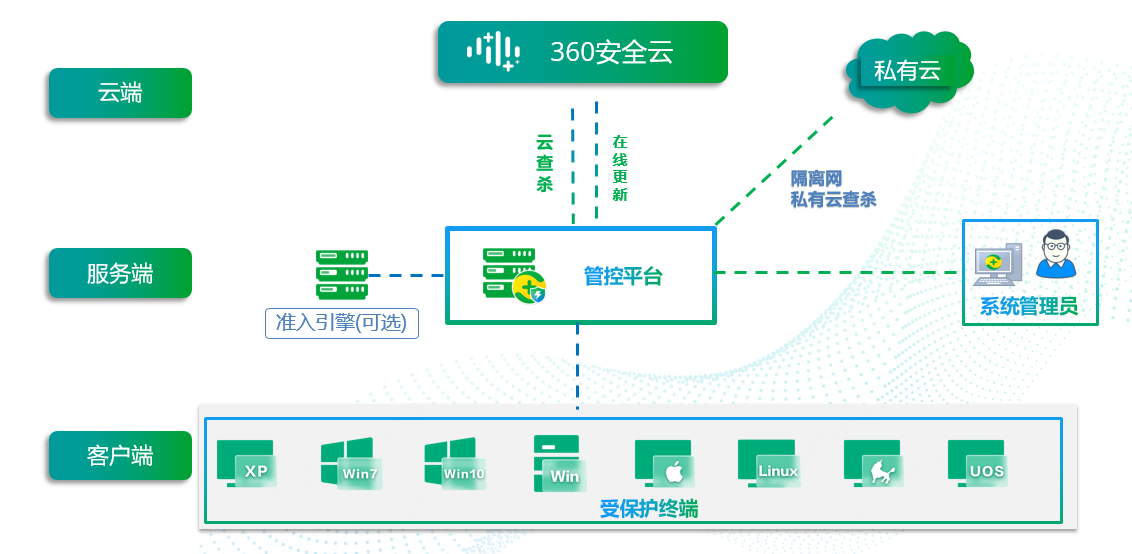 360安全云
私有云
云端
云查杀
在线更新
隔离网
私有云查杀
服务端
管控平台
系统管理员
准入引擎(可选)
客户端
XP
Win7
Win10
Win
Linux
UOS
受保护终端